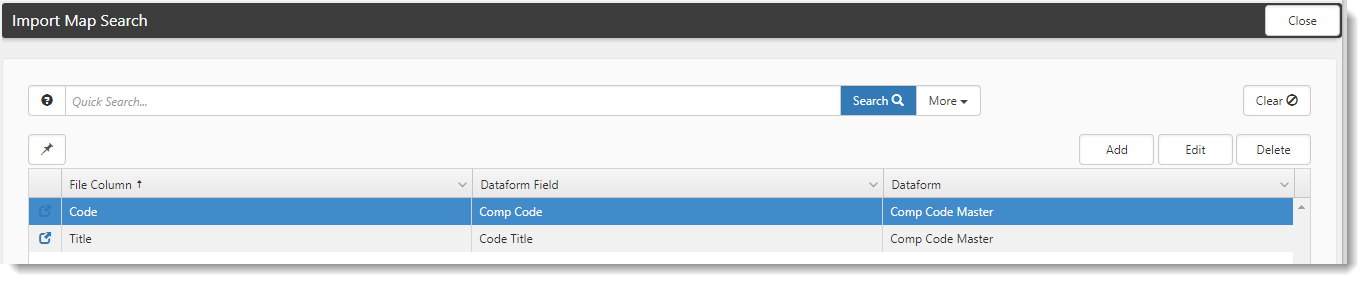 Import Map Search Close
Quick Search... Search More Clear
Add Edit Delete
File Column ↑ Dataform Field Dataform
Code Comp Code Comp Code Master
Title Code Title Comp Code Master